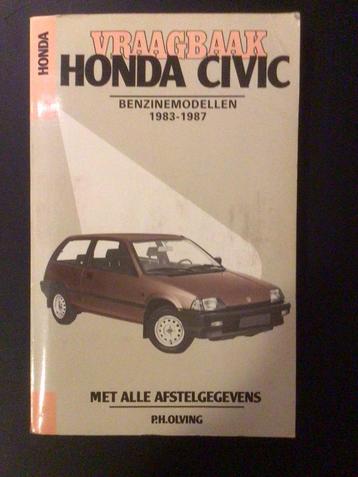 HONDA
VRAAGBAAK
HONDA CIVIC
BENZINEMODELLEN
1983-1987
MET ALLE AFSTELGEGEVENS
P.H.OLVING